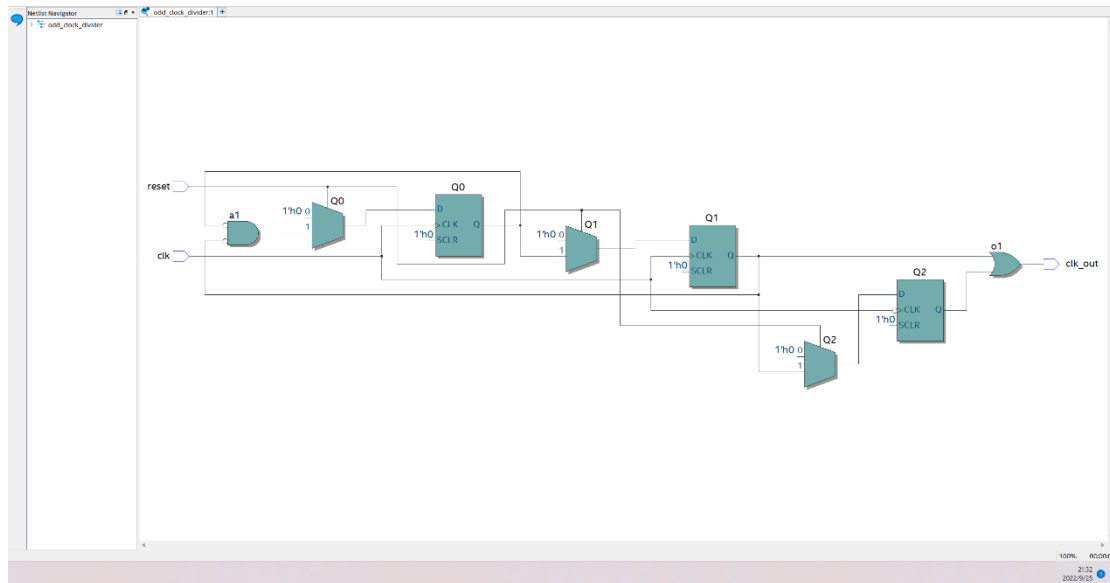 Netlist Navigator
odd_clock_divider:1
odd_clock_divider
reset
clk
a1
1'h0 0
1
Q0
Q0
D
CLK
Q
1'h0
SCLR
Q1
1'h0 0
1
Q1
D
CLK
Q
1'h0
SCLR
Q2
1'h0 0
1
Q2
D
CLK
Q
1'h0
SCLR
o1
clk_out
100%
21:32
2022/9/25